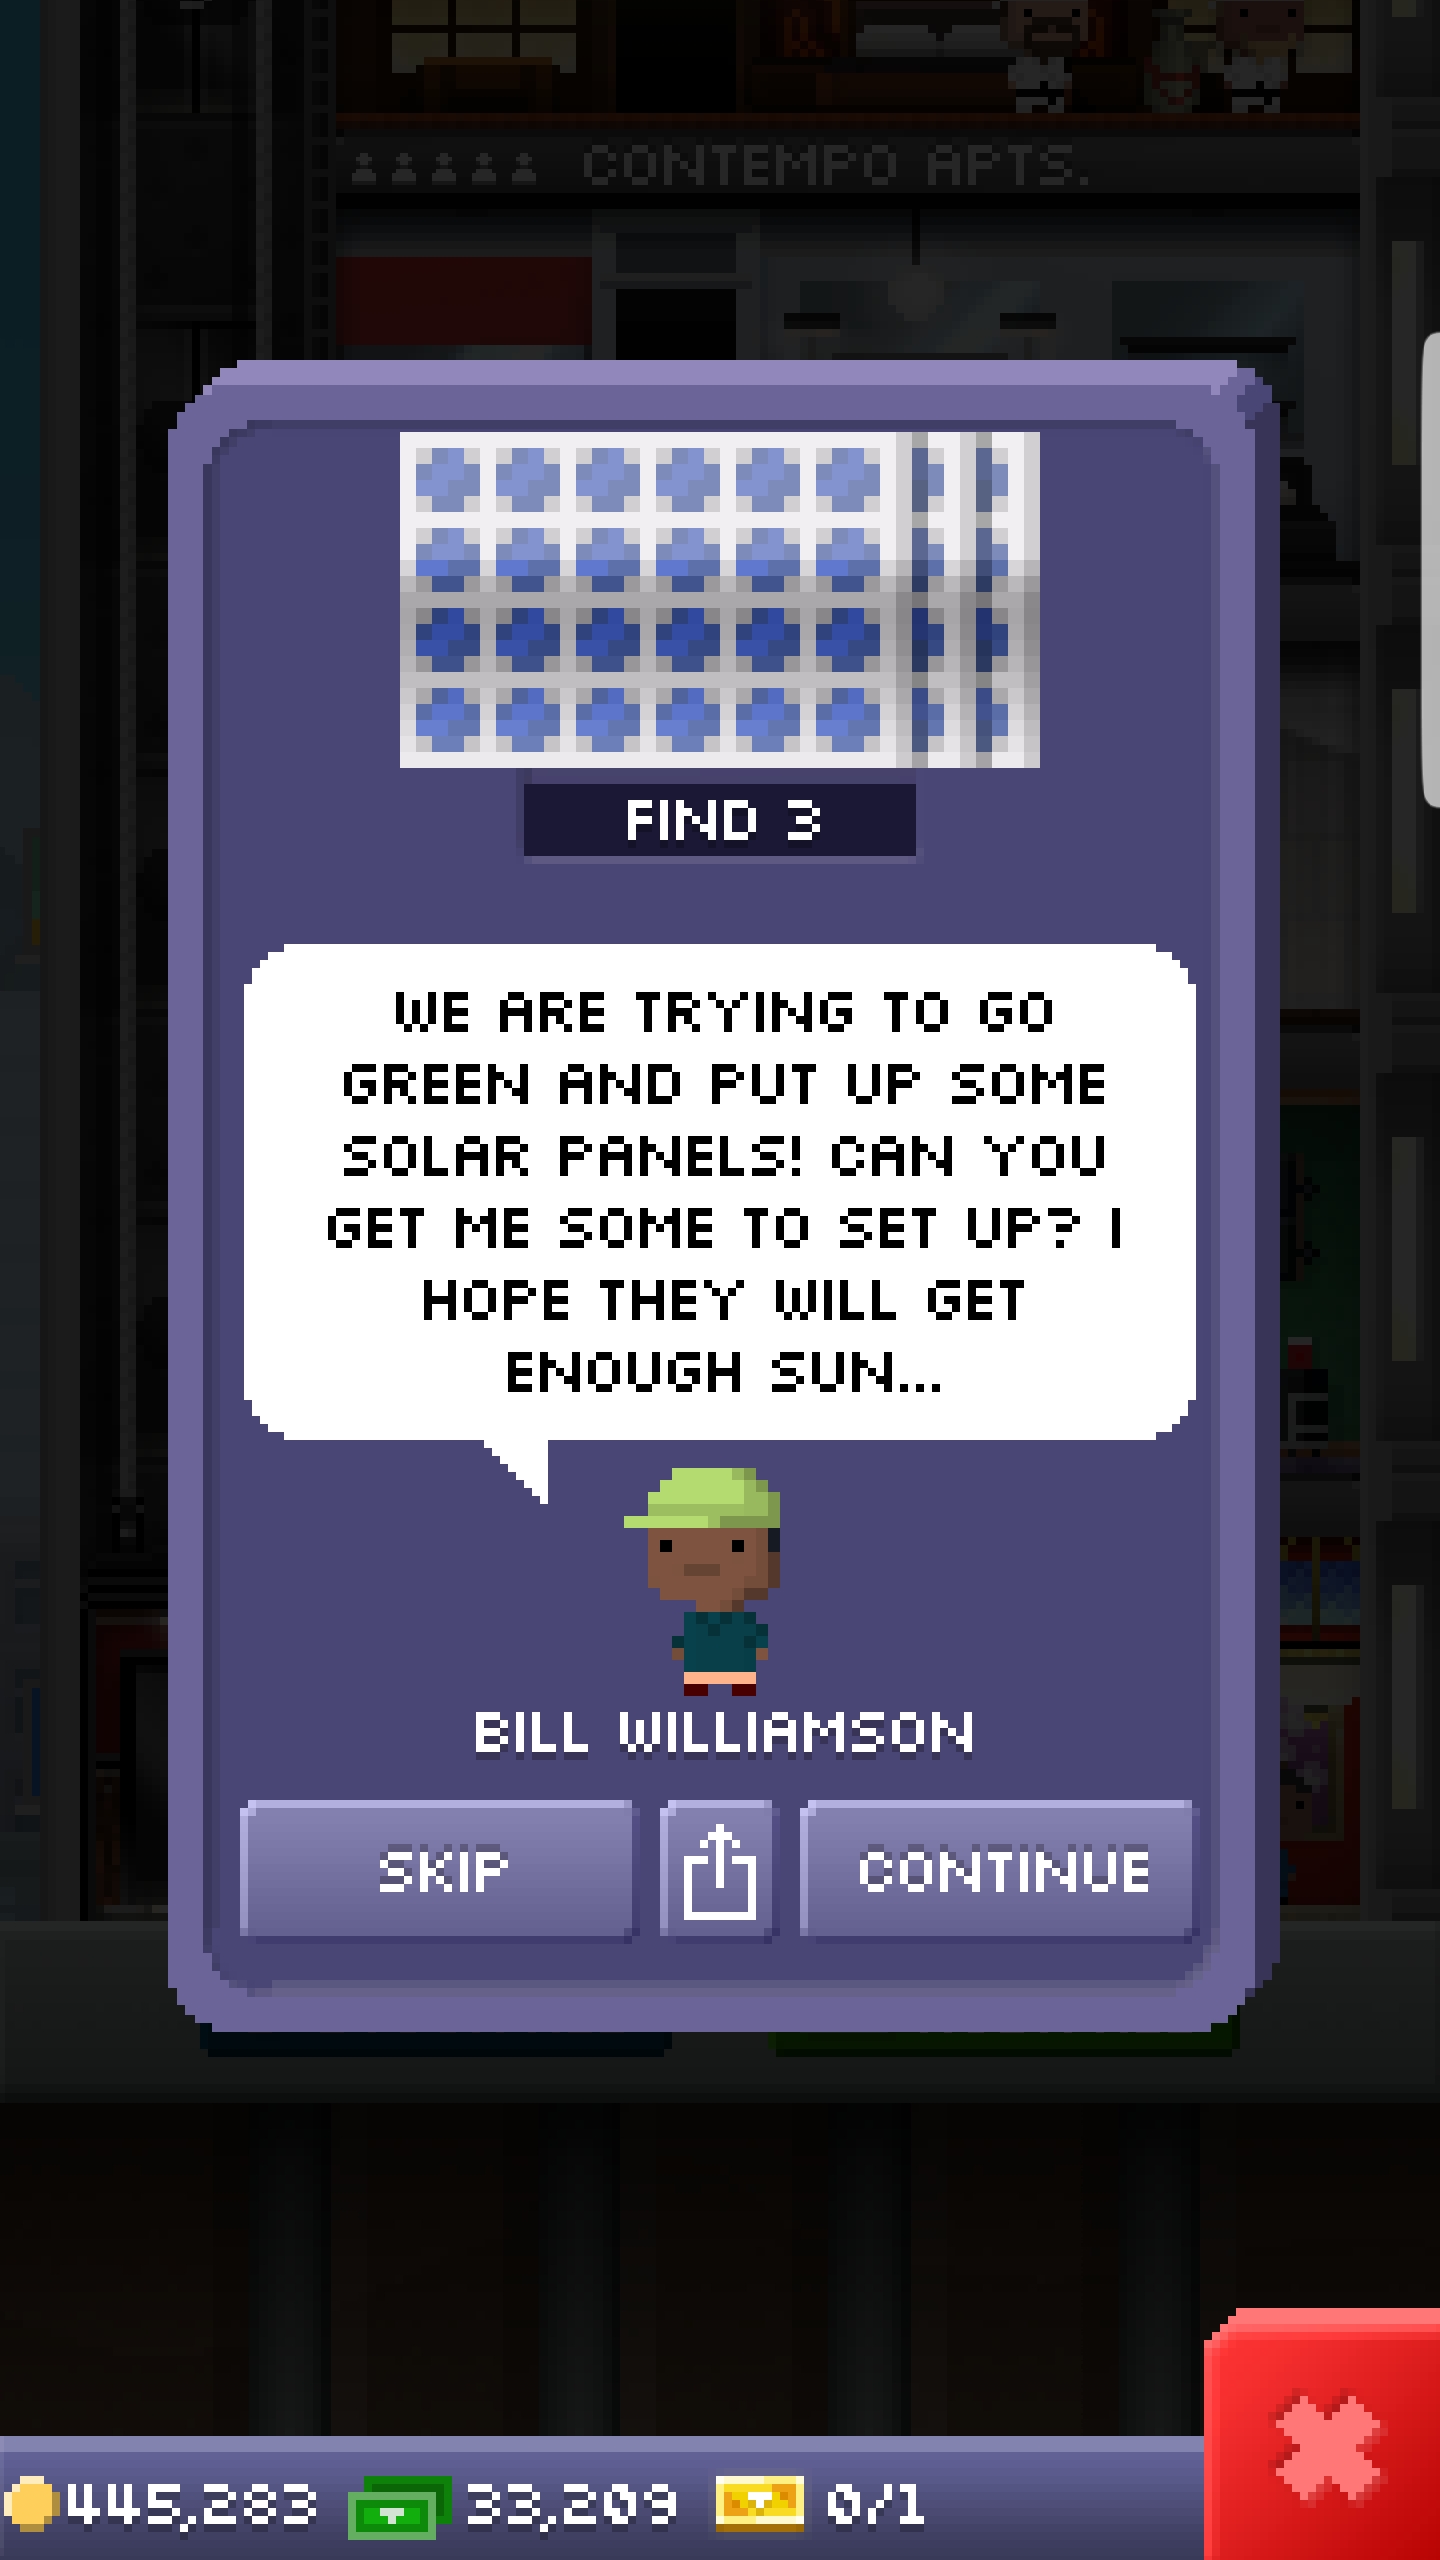 CONTEMPO APTS.
FIND 3
WE ARE TRYING TO GO
GREEN AND PUT UP SOME
SOLAR PANELS! CAN YOU
GET ME SOME TO SET UP? I
HOPE THEY WILL GET
ENOUGH SUN...
BILL WILLIAMSON
SKIP
CONTINUE
445,283
33,209
0/1